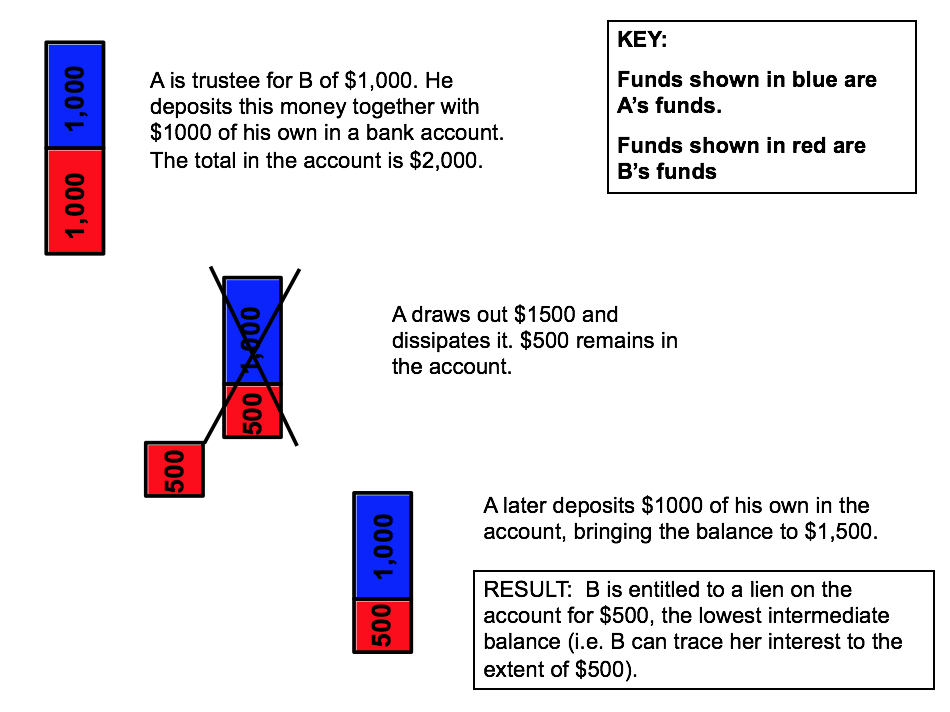 1,000
1,000
A is trustee for B of $1,000. He
deposits this money together with
$1000 of his own in a bank account.
The total in the account is $2,000.
KEY:
Funds shown in blue are
A’s funds.
Funds shown in red are
B’s funds
1,000
500
500
A draws out $1500 and
dissipates it. $500 remains in
the account.
1,000
500
A later deposits $1000 of his own in the
account, bringing the balance to $1,500.
RESULT:  B is entitled to a lien on the
account for $500, the lowest intermediate
balance (i.e. B can trace her interest to the
extent of $500).